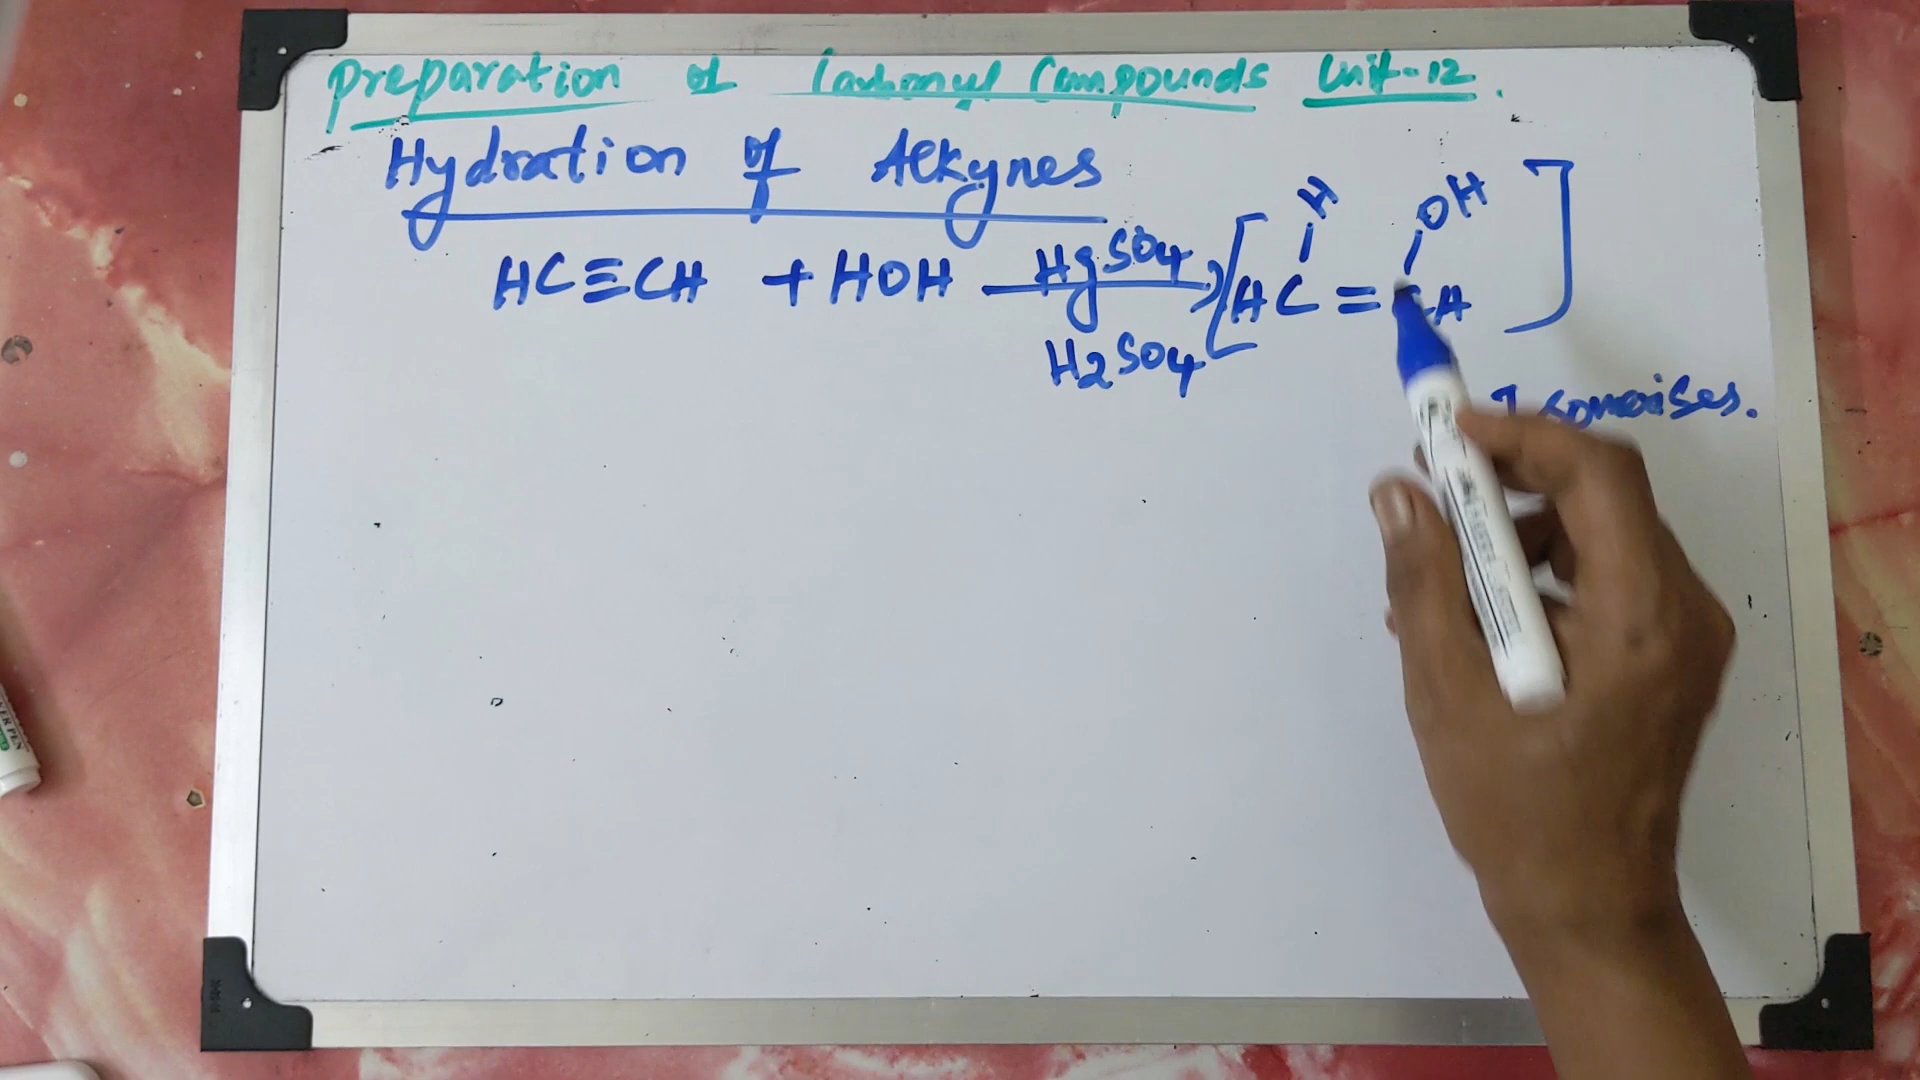 Preparation of Carbonyl Compounds Unit-12.
Hydration of Alkynes
HC≡CH + HOH HgSO4 [HC = CH]
H OH
H2SO4
Isomerises.